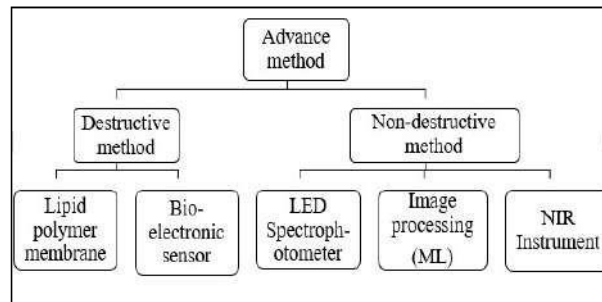 Advance
method
Destructive
method
Non-destructive
method
Lipid
polymer
membrane
Bio-
electronic
sensor
LED
Spectroph-
otometer
Image
processing
(ML)
NIR
Instrument